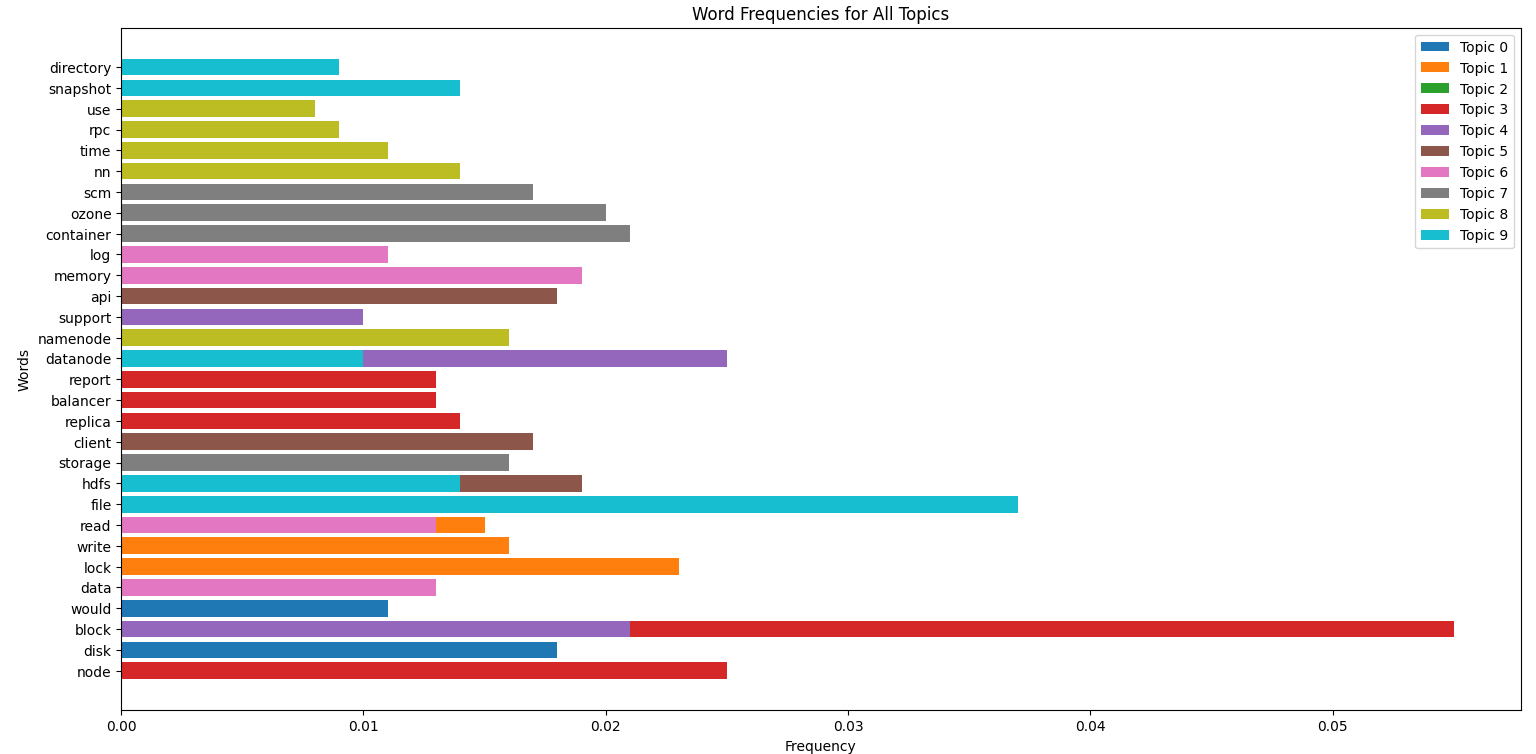 Word Frequencies for All Topics
directory
snapshot
use
rpc
time
nn
scm
ozone
container
log
memory
api
support
namenode
datanode
report
balancer
replica
client
storage
hdfs
file
read
write
lock
data
would
block
disk
node
Words
0.00 0.01 0.02 0.03 0.04 0.05
Frequency
Topic 0
Topic 1
Topic 2
Topic 3
Topic 4
Topic 5
Topic 6
Topic 7
Topic 8
Topic 9